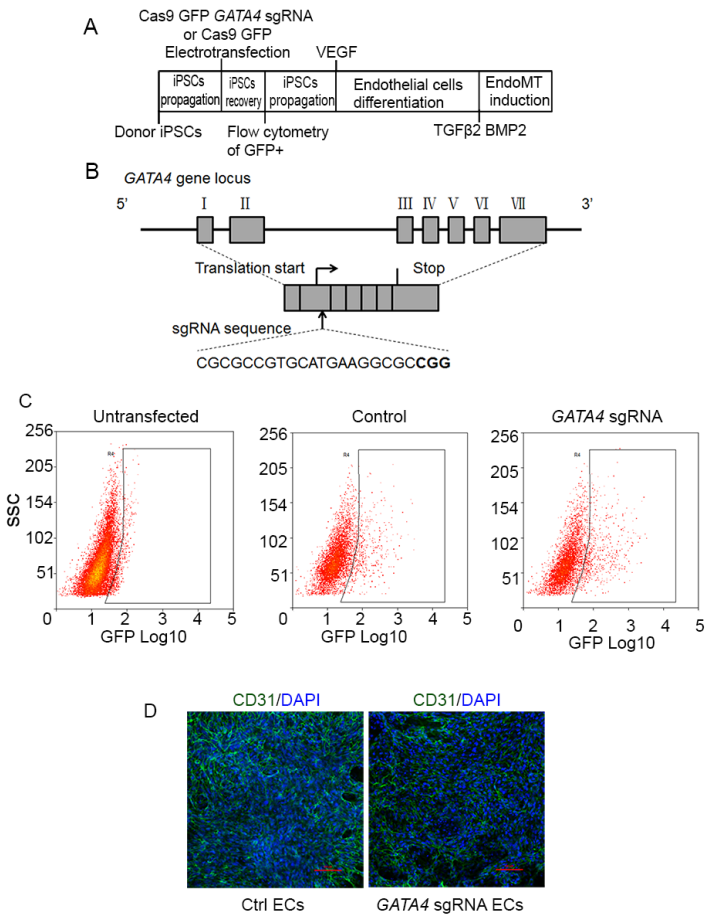 A
Cas9 GFP GATA4 sgRNA
or Cas9 GFP
Electrotransfection
VEGF
iPSCs
propagation
iPSCs
recovery
iPSCs
propagation
Endothelial cells
differentiation
EndoMT
induction
Donor iPSCs
Flow cytometry
of GFP+
TGFβ2 BMP2
B
GATA4 gene locus
5’
I II III IV V VI VII
3’
Translation start
Stop
sgRNA sequence
CGCGCCGTGCATGAAGGCGCCGG
C
Untransfected
Control
GATA4 sgRNA
SSC
256
205
154
102
51
0 1 2 3 4 5
GFP Log10
R4
256
205
154
102
51
0 1 2 3 4 5
GFP Log10
R4
256
205
154
102
51
0 1 2 3 4 5
GFP Log10
R4
D
CD31/DAPI
CD31/DAPI
Ctrl ECs
GATA4 sgRNA ECs